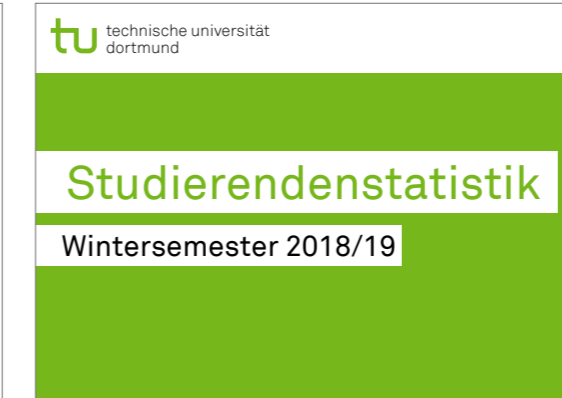 tu technische universität
dortmund
Studierendenstatistik
Wintersemester 2018/19